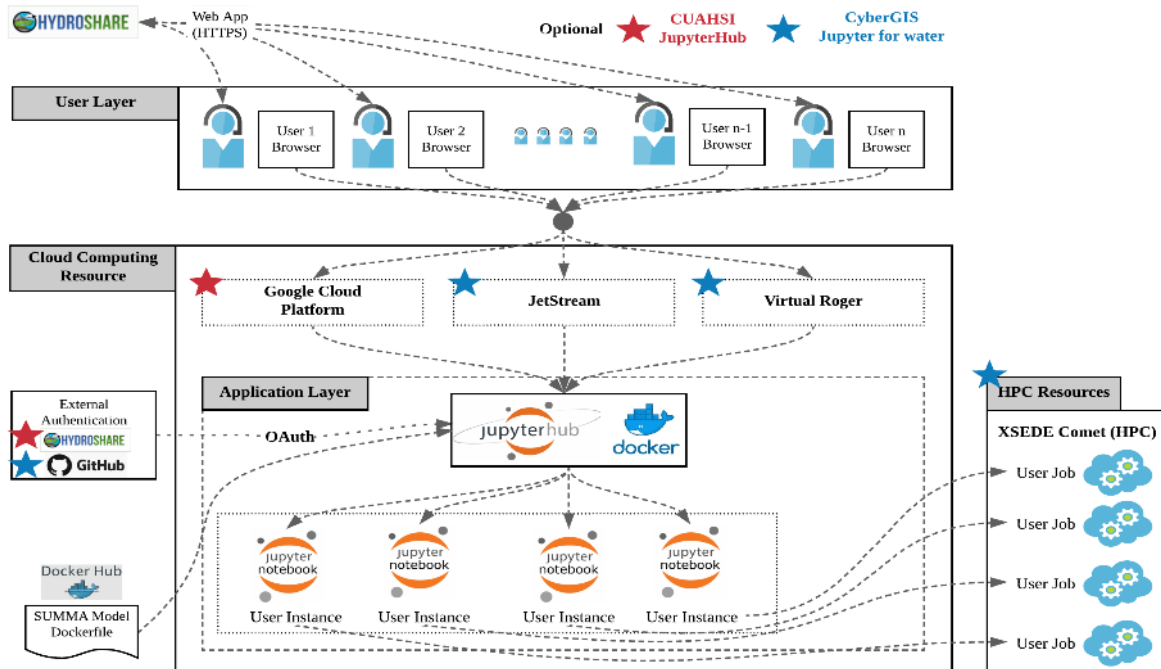 HYDROSHARE
Web App
(HTTPS)
Optional
CUAHSI
JupyterHub
CyberGIS
Jupyter for water
User Layer
User 1
Browser
User 2
Browser
User n-1
Browser
User n
Browser
Cloud Computing
Resource
Google Cloud
Platform
JetStream
Virtual Roger
Application Layer
External
Authentication
HYDROSHARE
GitHub
OAuth
jupyterhub
docker
HPC Resources
XSEDE Comet (HPC)
User Job
User Job
User Job
User Job
jupyter
notebook
jupyter
notebook
jupyter
notebook
jupyter
notebook
User Instance
User Instance
User Instance
User Instance
Docker Hub
SUMMA Model
Dockerfile